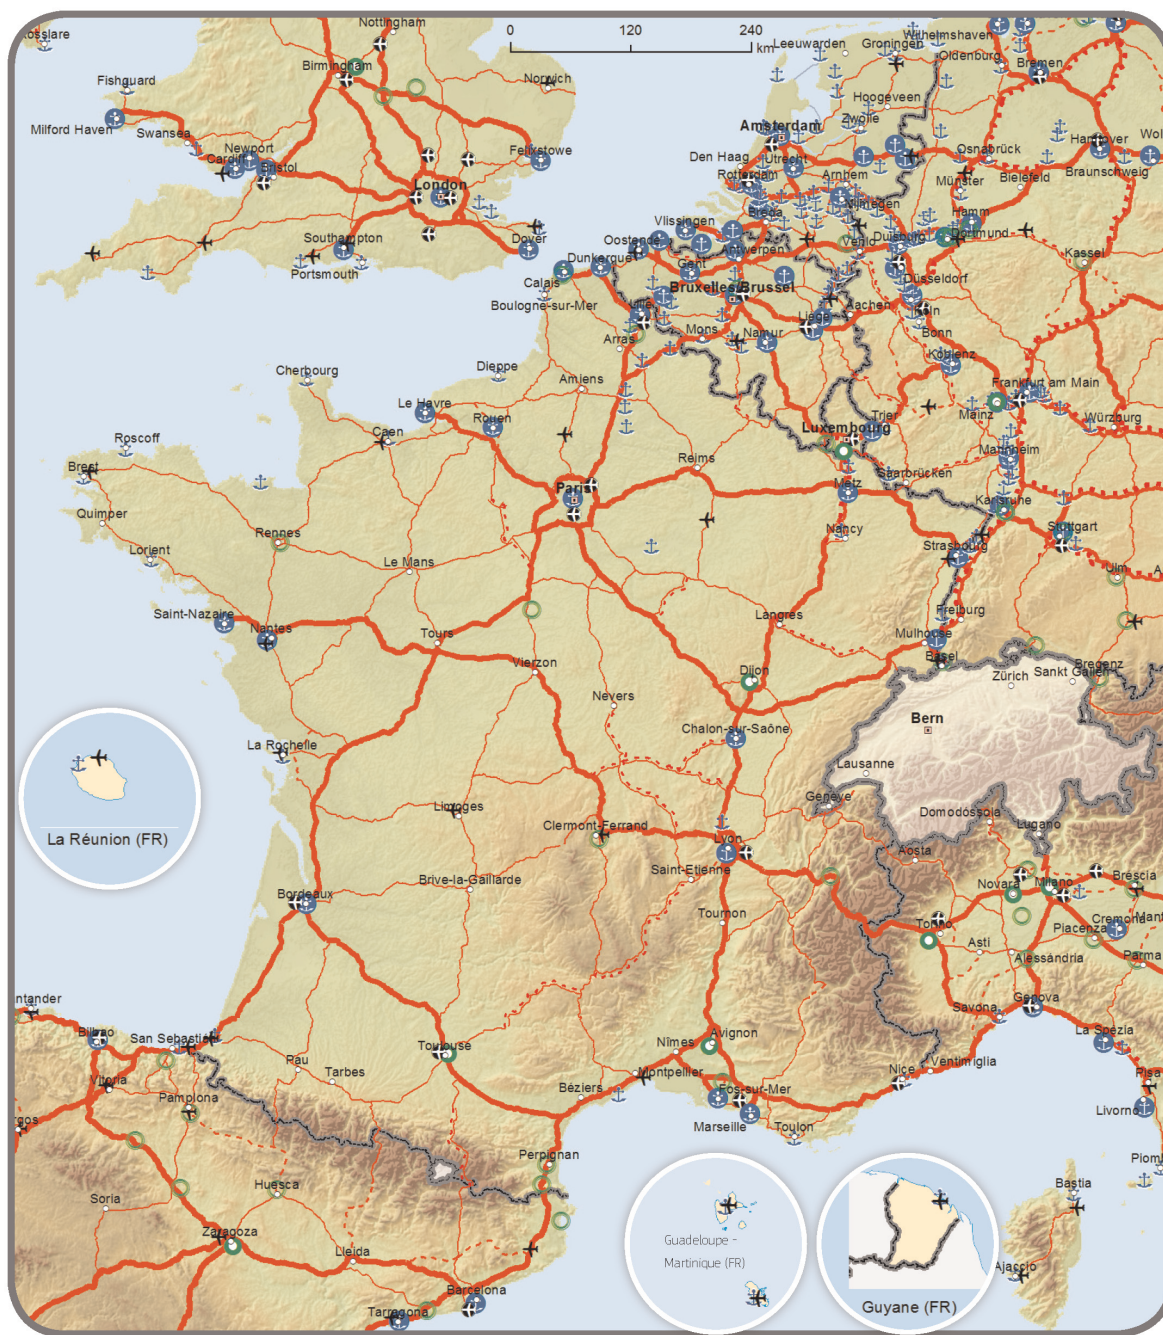 Rosslare
Nottingham
0 120 240 km
Wilhelmshaven
Leeuwarden
Groningen
Oldenburg
Bremen
Birmingham
Fishguard
Norwich
Hoogeveen
Zwolle
Milford Haven
Swansea
Amsterdam
Hannover
Newport
Felixstowe
Osnabrück
Cardiff
Bristol
Den Haag
Utrecht
Braunschweig
Rotterdam
Arnhem
Münster
Bielefeld
London
Nijmegen
Breda
Hamm
Vlissingen
Southampton
Dover
Oostende
Antwerpen
Venlo
Duisburg
Dortmund
Kassel
Portsmouth
Dunkerque
Gent
Düsseldorf
Calais
Bruxelles/Brussel
Boulogne-sur-Mer
Lille
Liège
Aachen
Köln
Arras
Mons
Namur
Bonn
Koblenz
Dieppe
Cherbourg
Amiens
Frankfurt am Main
Le Havre
Mainz
Rouen
Trier
Würzburg
Roscoff
Caen
Luxembourg
Mannheim
Brest
Reims
Saarbrücken
Paris
Metz
Karlsruhe
Quimper
Rennes
Nancy
Stuttgart
Lorient
Strasbourg
Le Mans
Ulm
Saint-Nazaire
Langres
Freiburg
Nantes
Tours
Mulhouse
Vierzon
Basel
Dijon
Zürich
Sankt Gallen
Bregenz
Nevers
Bern
Chalon-sur-Saône
La Rochelle
Lausanne
Limoges
Genève
Domodossola
Clermont-Ferrand
Lugano
La Réunion (FR)
Lyon
Aosta
Saint-Etienne
Brive-la-Gaillarde
Novara
Milano
Brescia
Bordeaux
Tournon
Torino
Cremona
Piacenza
Asti
Alessándria
Parma
Savona
Genova
Bilbao
San Sebastián
Toulouse
Avignon
La Spézia
Nîmes
Pau
Ventimiglia
Vitoria
Tarbes
Montpellier
Nice
Pisa
Pamplona
Béziers
Fos-sur-Mer
Livorno
Marseille
Toulon
Perpignan
Soria
Huesca
Bastia
Zaragoza
Guadeloupe -
Lleida
Martinique (FR)
Ajaccio
Barcelona
Guyane (FR)
Tarragona